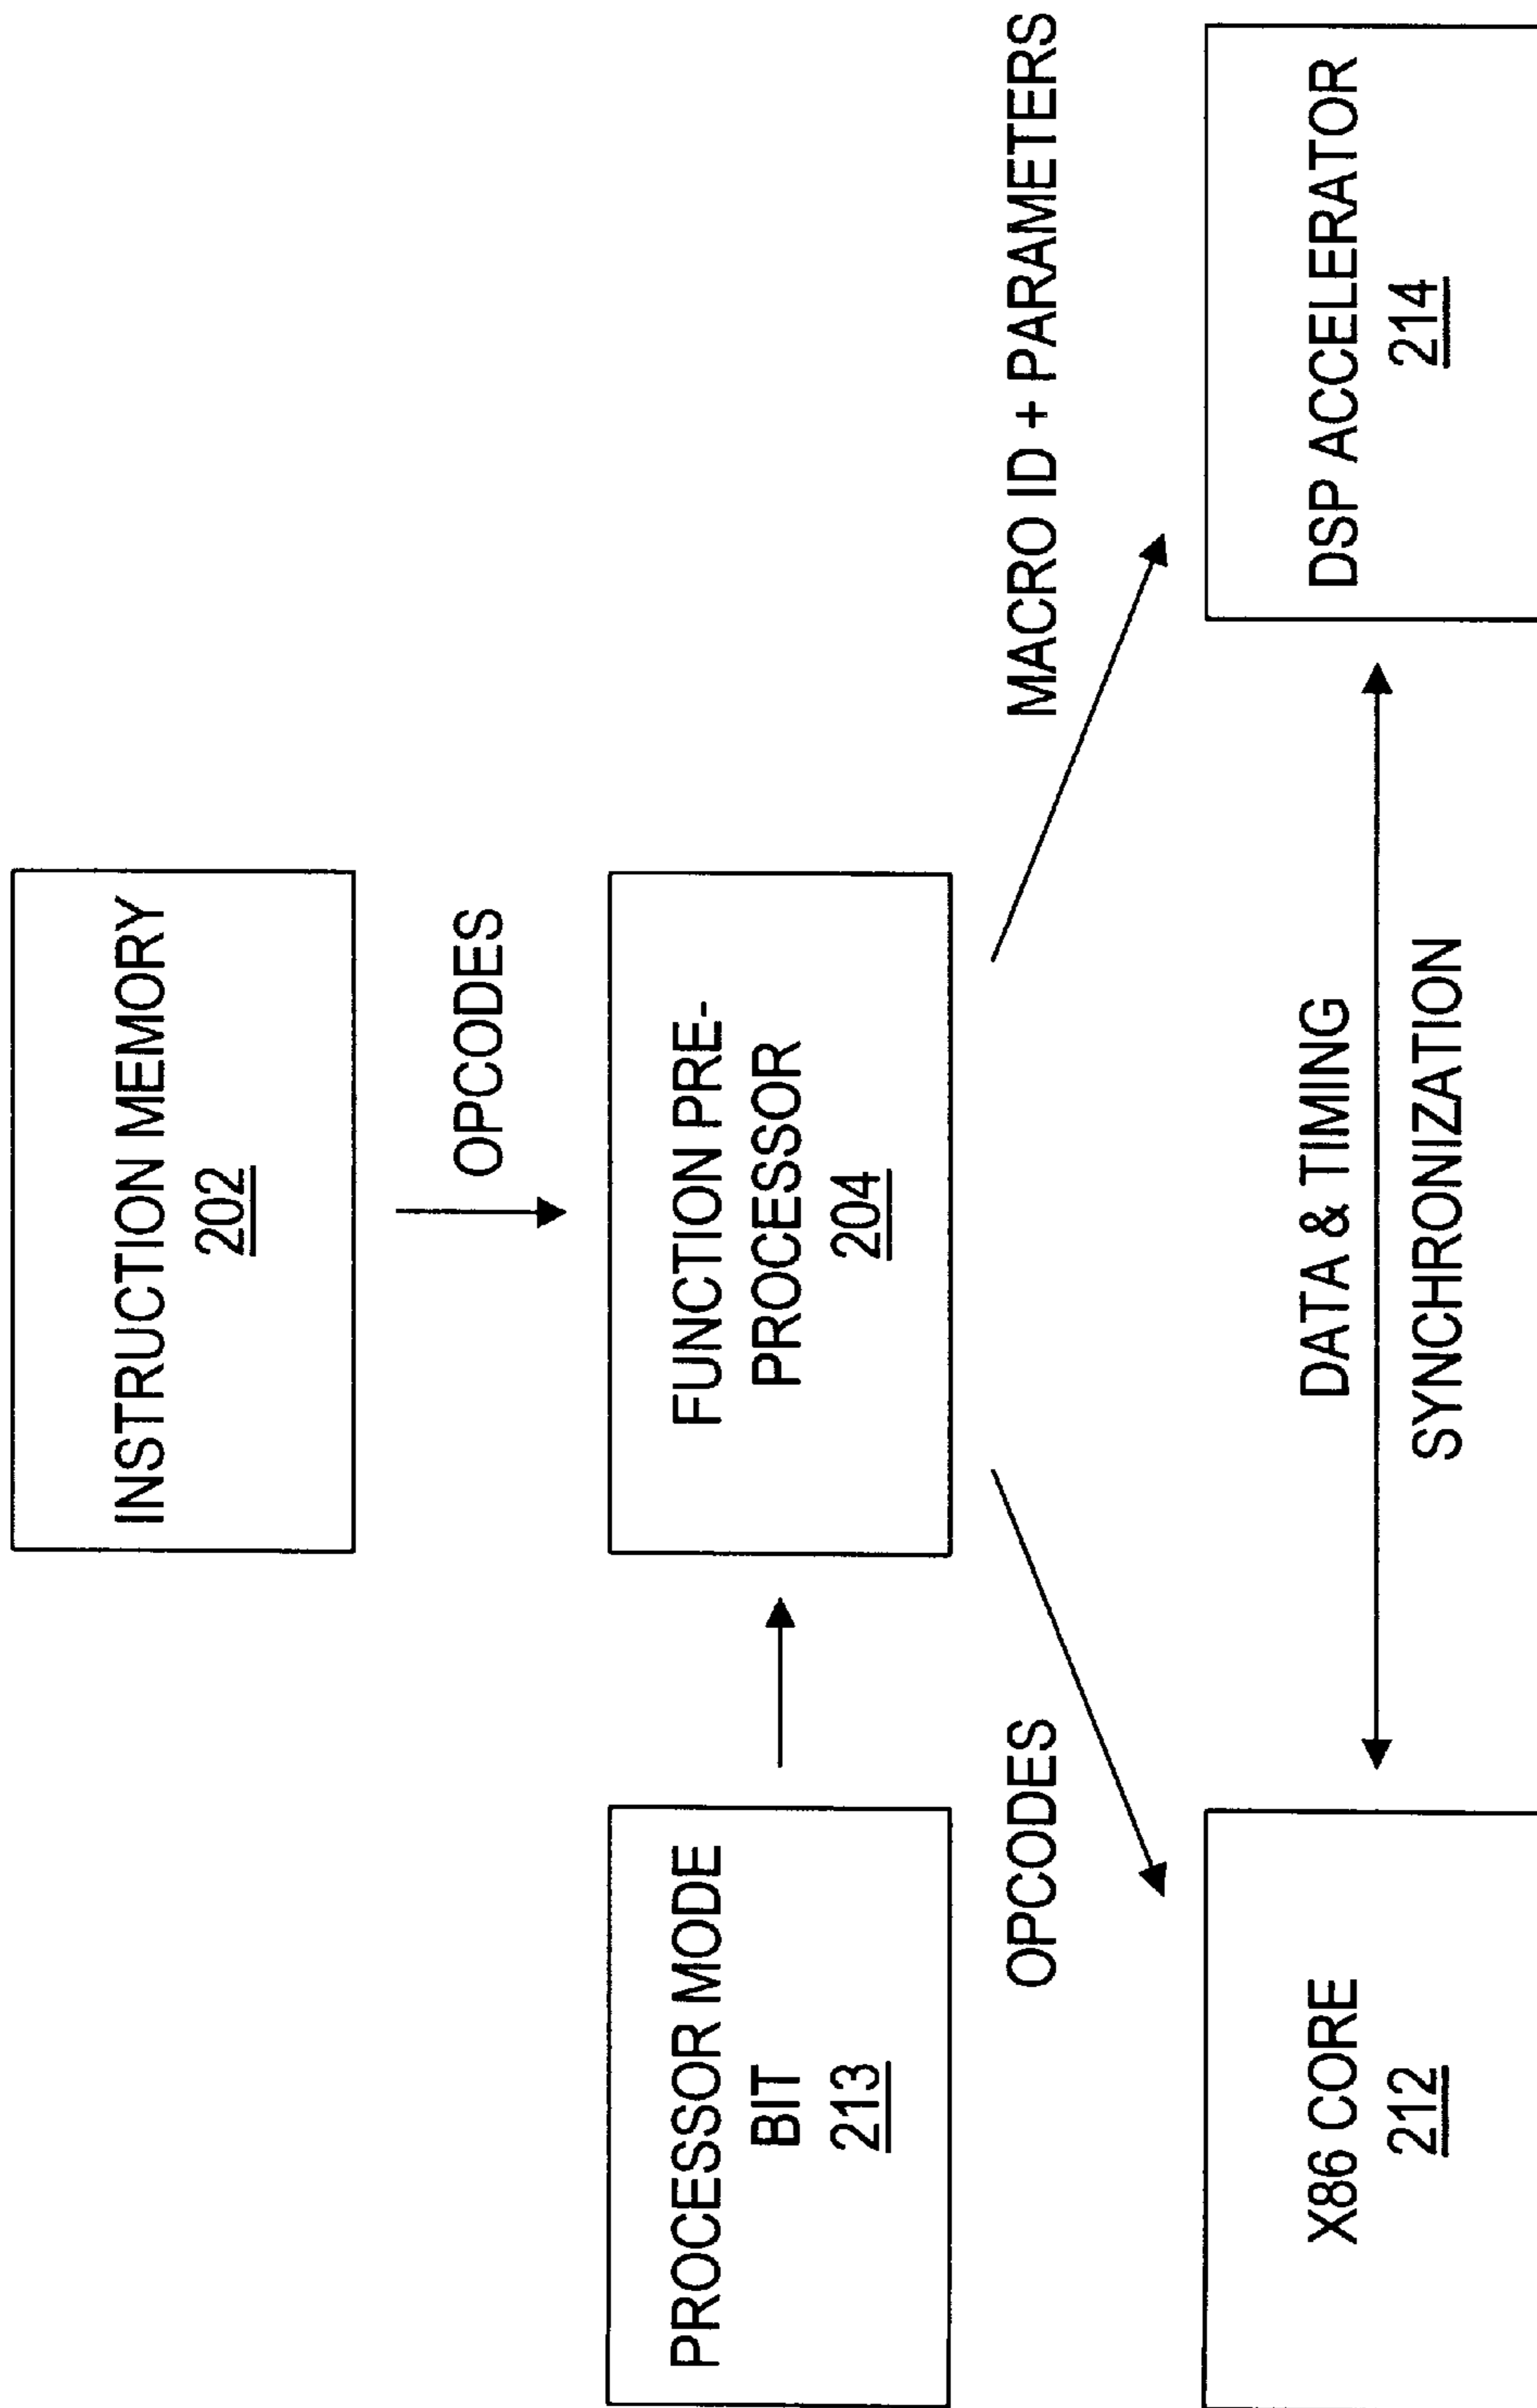 INSTRUCTION MEMORY
202
OPCODES
PROCESSOR MODE
BIT
213
FUNCTION PRE-
PROCESSOR
204
OPCODES
MACRO ID + PARAMETERS
X86 CORE
212
DATA & TIMING
SYNCHRONIZATION
DSP ACCELERATOR
214